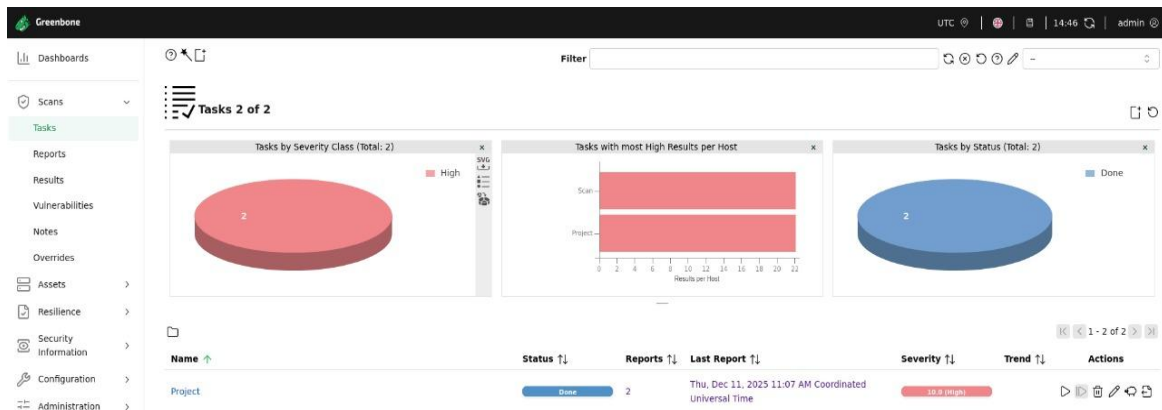 Greenbone
UTC
14:46
admin
Dashboards
Filter
--
Scans
Tasks 2 of 2
Tasks
Reports
Results
Vulnerabilities
Notes
Overrides
Assets
Resilience
Security
Information
Configuration
Administration
Tasks by Severity Class (Total: 2)
x
SVG
High
2
Tasks with most High Results per Host
x
Scan
Project
0 2 4 6 8 10 12 14 16 18 20 22
Results per Host
Tasks by Status (Total: 2)
x
Done
2
1 - 2 of 2
Name Status Reports Last Report Severity Trend Actions
Project Done 2 Thu, Dec 11, 2025 11:07 AM Coordinated
Universal Time
10.0 (High)